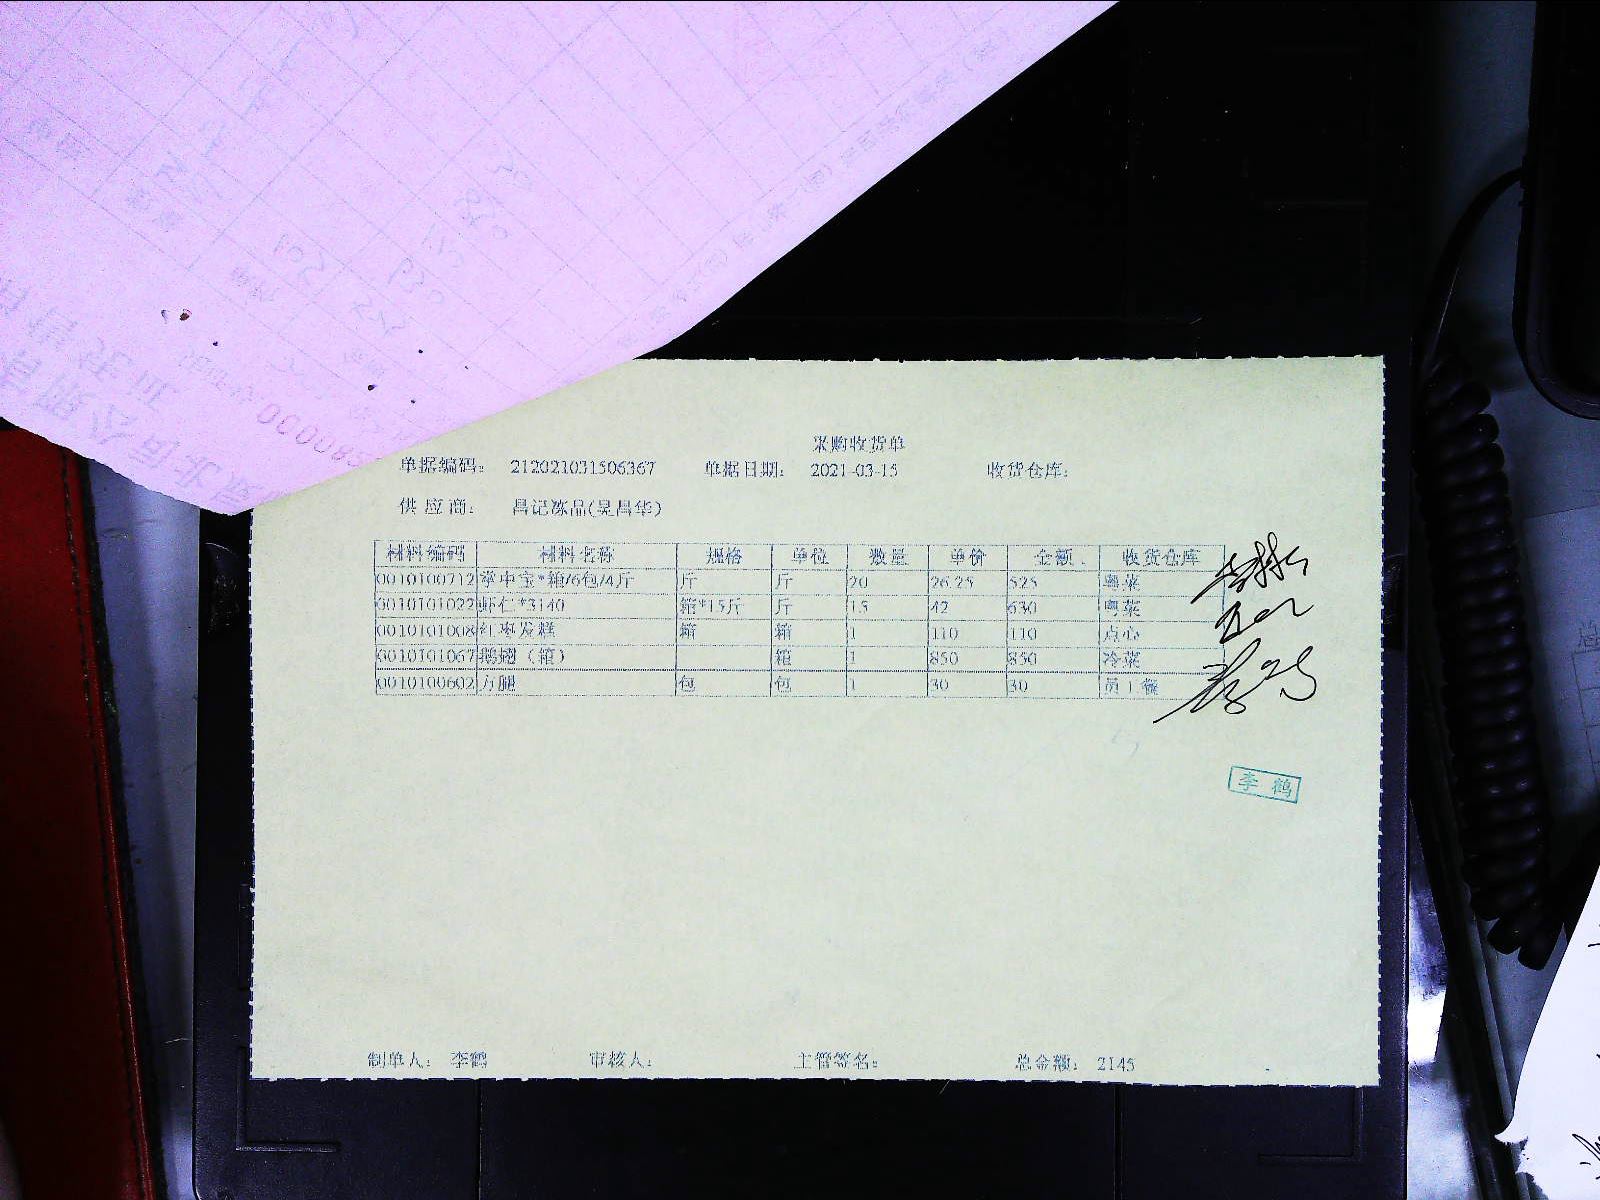 采购收货单
单据编码: 212021031506367 单据日期: 2021-03-15 收货仓库:
供应商: 昌记冻品(吴昌华)
材料编码 材料名称 规格 单位 数量 单价 金额 收货仓库
0010100712 掌中宝*箱/6包/4斤 斤 斤 20 26.25 525 粤菜
0010101022 虾仁*3140 箱*15斤 斤 15 42 630 粤菜
0010101008 红枣发糕 箱 箱 1 110 110 点心
0010101067 鹅翅（箱） 箱 1 850 850 冷菜
0010100602 方腿 包 包 1 30 30 员工餐
李鹤
制单人: 李鹤 审核人: 主管签名: 总金额: 2145